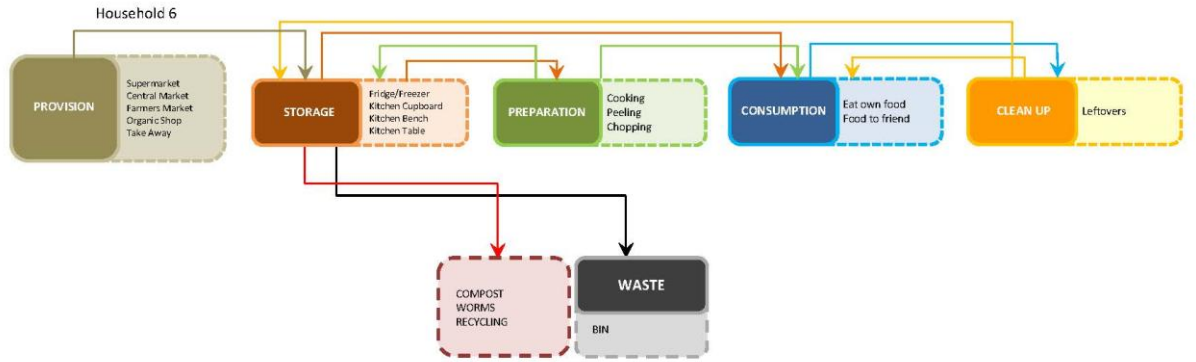 Household 6
PROVISION
Supermarket
Central Market
Farmers Market
Organic Shop
Take Away
STORAGE
Fridge/Freezer
Kitchen Cupboard
Kitchen Bench
Kitchen Table
PREPARATION
Cooking
Peeling
Chopping
CONSUMPTION
Eat own food
Food to friend
CLEAN UP
Leftovers
COMPOST
WORMS
RECYCLING
WASTE
BIN